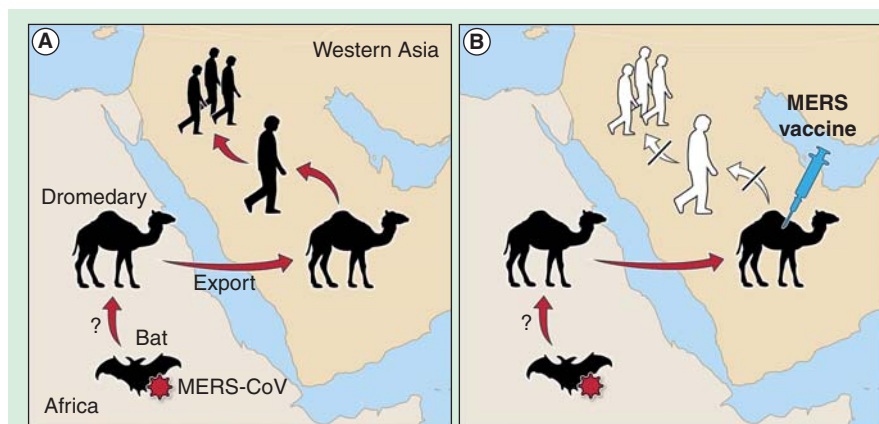 A
Western Asia
Dromedary
Export
?
Bat
MERS-CoV
Africa
B
MERS
vaccine
?